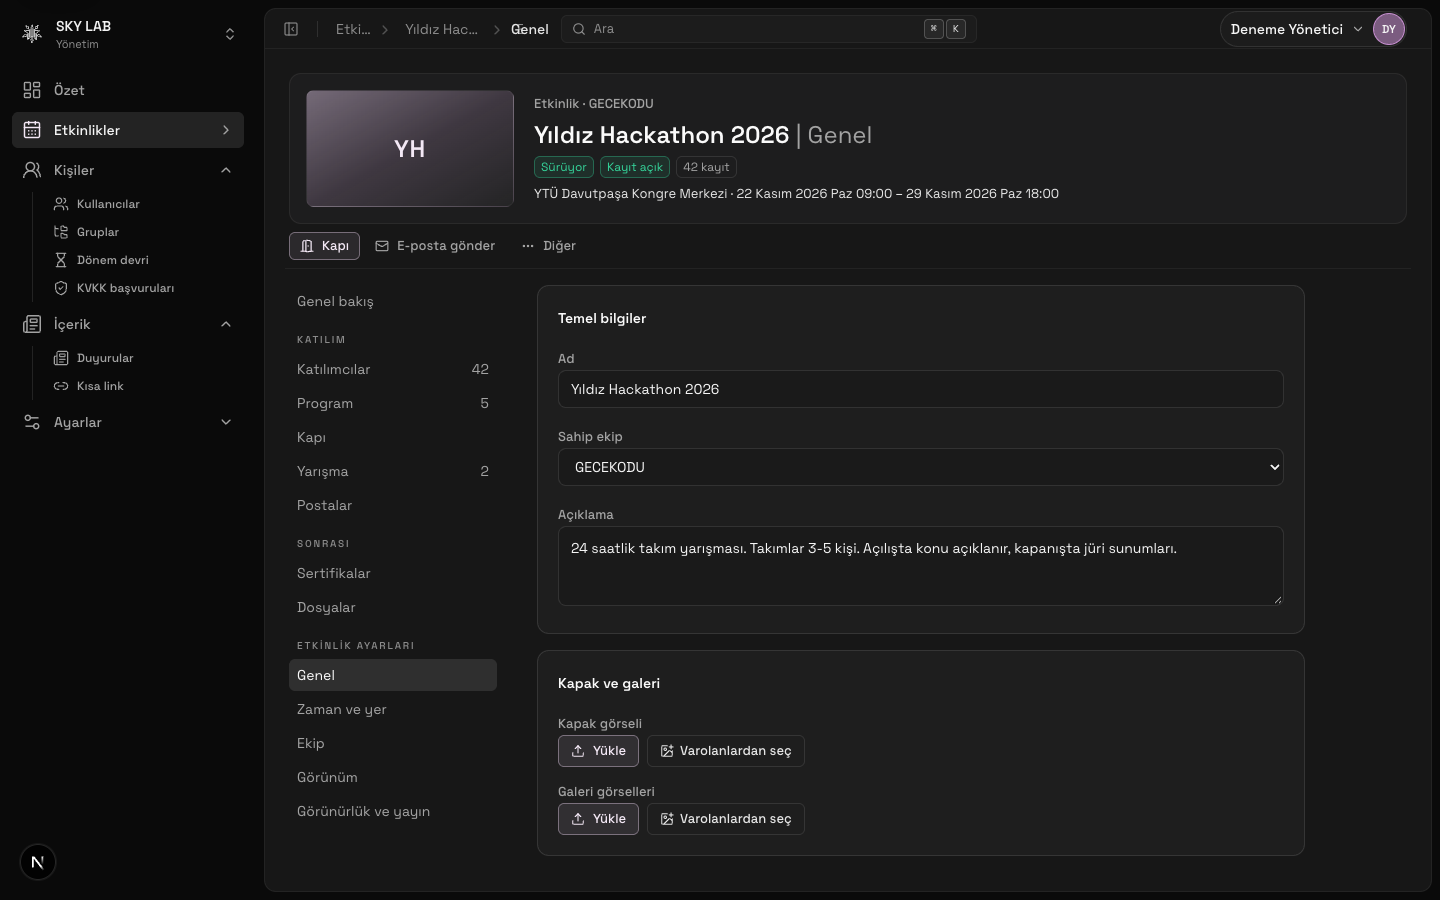 SKY LAB
Yönetim
Özet
Etkinlikler
Kişiler
Kullanıcılar
Gruplar
Dönem devri
KVKK başvuruları
İçerik
Duyurular
Kısa link
Ayarlar
N
Etki...
Yıldız Hac...
Genel
Ara
⌘ K
Deneme Yönetici
DY
YH
Etkinlik · GECEKODU
Yıldız Hackathon 2026 | Genel
Sürüyor
Kayıt açık
42 kayıt
YTÜ Davutpaşa Kongre Merkezi · 22 Kasım 2026 Paz 09:00 – 29 Kasım 2026 Paz 18:00
Kapı
E-posta gönder
Diğer
Genel bakış
KATILIM
Katılımcılar 42
Program 5
Kapı
Yarışma 2
Postalar
SONRASI
Sertifikalar
Dosyalar
ETKİNLİK AYARLARI
Genel
Zaman ve yer
Ekip
Görünüm
Görünürlük ve yayın
Temel bilgiler
Ad
Yıldız Hackathon 2026
Sahip ekip
GECEKODU
Açıklama
24 saatlik takım yarışması. Takımlar 3-5 kişi. Açılışta konu açıklanır, kapanışta jüri sunumları.
Kapak ve galeri
Kapak görseli
Yükle
Varolanlardan seç
Galeri görselleri
Yükle
Varolanlardan seç